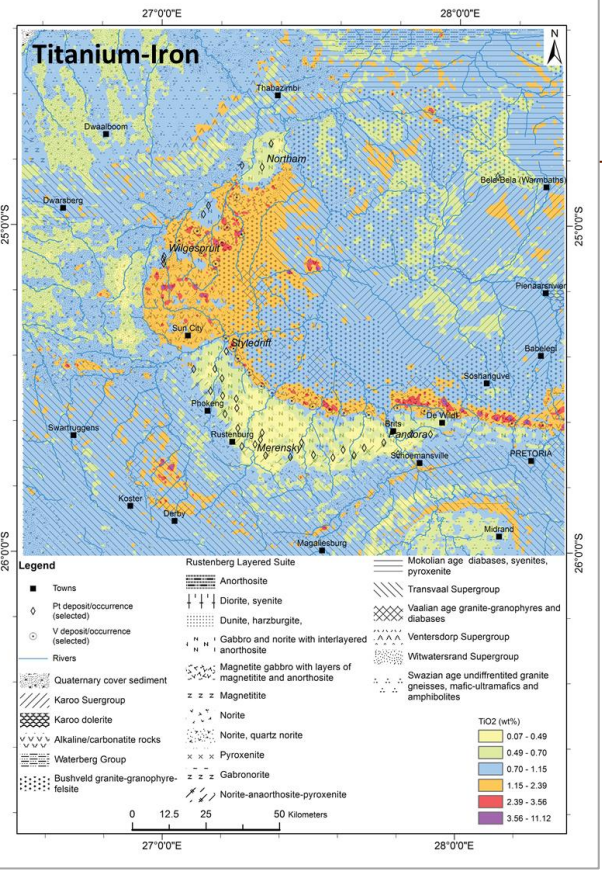 27°0'0"E
28°0'0"E
Titanium-Iron
N
Thabazimbi
Dwaalboom
Northam
Bela-Bela (Warmbaths)
Dwarsberg
25°0'0"S
25°0'0"S
Wilgespruit
Pienaarsrivier
Sun City
Styledrift
Babelegi
Soshanguve
Phokeng
De Wildt
Swartruggens
Brits
Rustenburg
Pandora
Merensky
Schoemansville
PRETORIA
Koster
Derby
Midrand
Magaliesburg
26°0'0"S
26°0'0"S
Legend
Towns
Pt deposit/occurrence
(selected)
V deposit/occurrence
(selected)
Rivers
Quaternary cover sediment
Karoo Suergroup
Karoo dolerite
Alkaline/carbonatite rocks
Waterberg Group
Bushveld granite-granophyre-
felsite
Rustenberg Layered Suite
Anorthosite
Diorite, syenite
Dunite, harzburgite,
Gabbro and norite with interlayered
anorthosite
Magnetite gabbro with layers of
magnetitite and anorthosite
Magnetitite
Norite
Norite, quartz norite
Pyroxenite
Gabronorite
Norite-anaorthosite-pyroxenite
Mokolian age diabases, syenites,
pyroxenite
Transvaal Supergroup
Vaalian age granite-granophyres and
diabases
Ventersdorp Supergroup
Witwatersrand Supergroup
Swazian age undiffrentited granite
gneisses, mafic-ultramafics and
amphibolites
TiO2 (wt%)
0.07 - 0.49
0.49 - 0.70
0.70 - 1.15
1.15 - 2.39
2.39 - 3.56
3.56 - 11.12
0 12.5 25 50 Kilometers
27°0'0"E
28°0'0"E